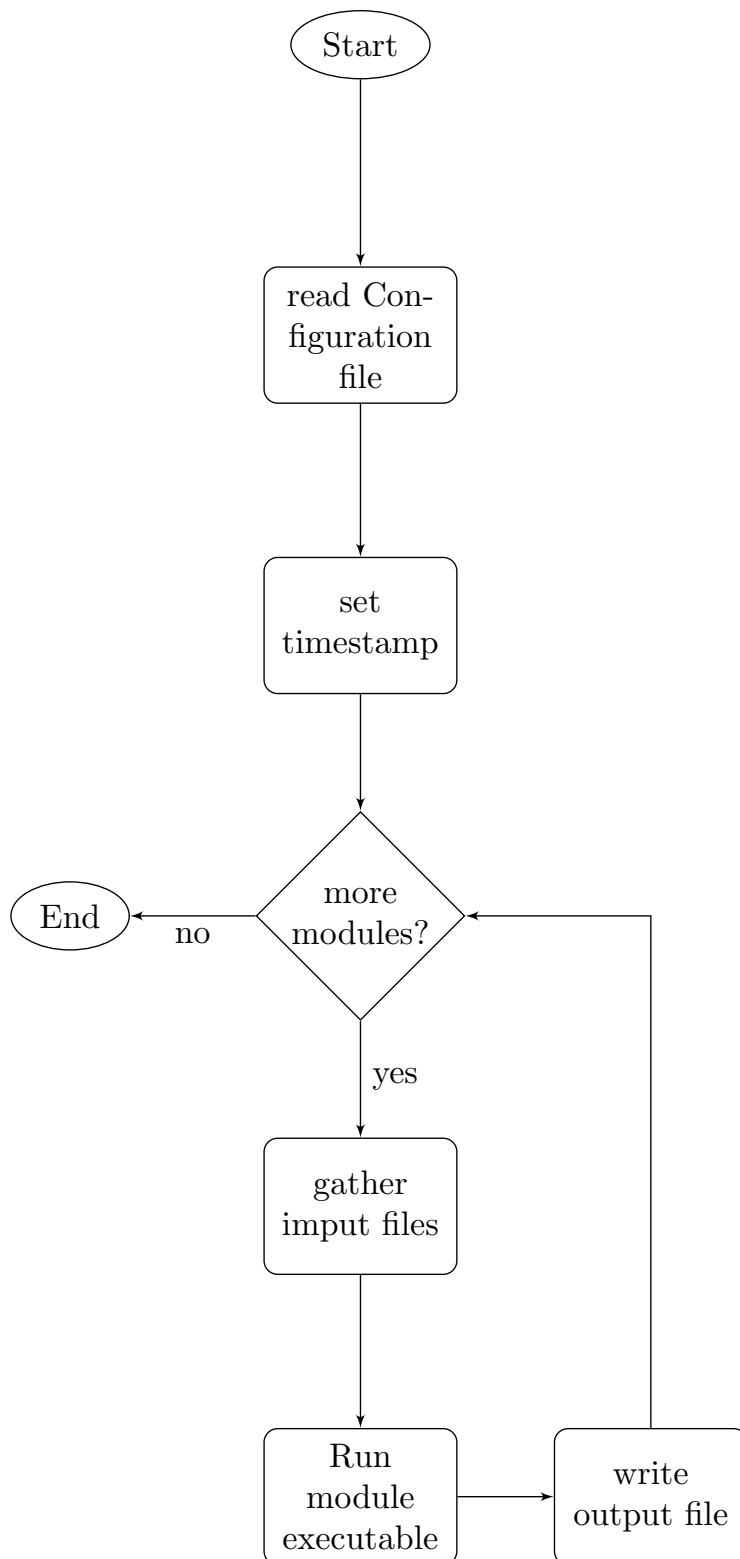 Start
read Con-
figuration
file
set
timestamp
more
modules?
End
no
yes
gather
imput files
Run
module
executable
write
output file